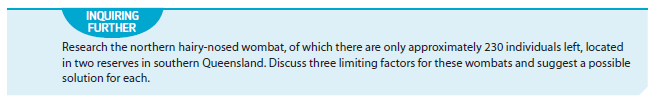 INQUIRING
FURTHER
Research the northern hairy-nosed wombat, of which there are only approximately 230 individuals left, located
in two reserves in southern Queensland. Discuss three limiting factors for these wombats and suggest a possible
solution for each.